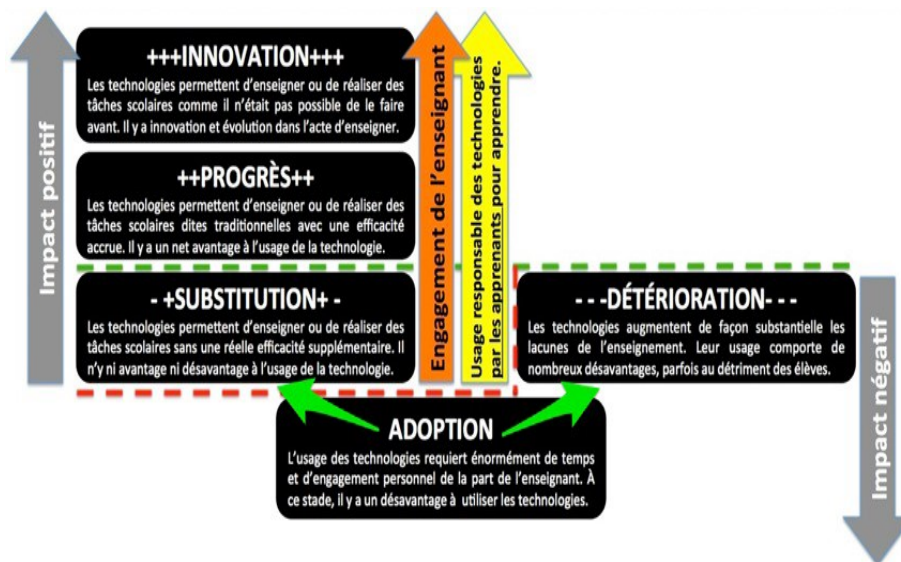 Impact positif
+++INNOVATION+++
Les technologies permettent d'enseigner ou de réaliser des
tâches scolaires comme il n'était pas possible de le faire
avant. Il y a innovation et évolution dans l'acte d'enseigner.
++PROGRÈS++
Les technologies permettent d'enseigner ou de réaliser des
tâches scolaires dites traditionnelles avec une efficacité
accrue. Il y a un net avantage à l'usage de la technologie.
- +SUBSTITUTION+ -
Les technologies permettent d'enseigner ou de réaliser des
tâches scolaires sans une réelle efficacité supplémentaire. Il
n'y ni avantage ni désavantage à l'usage de la technologie.
Engagement de l'enseignant
Usage responsable des technologies
par les apprenants pour apprendre.
- - -DÉTÉRIORATION- - -
Les technologies augmentent de façon substantielle les
lacunes de l'enseignement. Leur usage comporte de
nombreux désavantages, parfois au détriment des élèves.
ADOPTION
L'usage des technologies requiert énormément de temps
et d'engagement personnel de la part de l'enseignant. À
ce stade, il y a un désavantage à utiliser les technologies.
Impact négatif